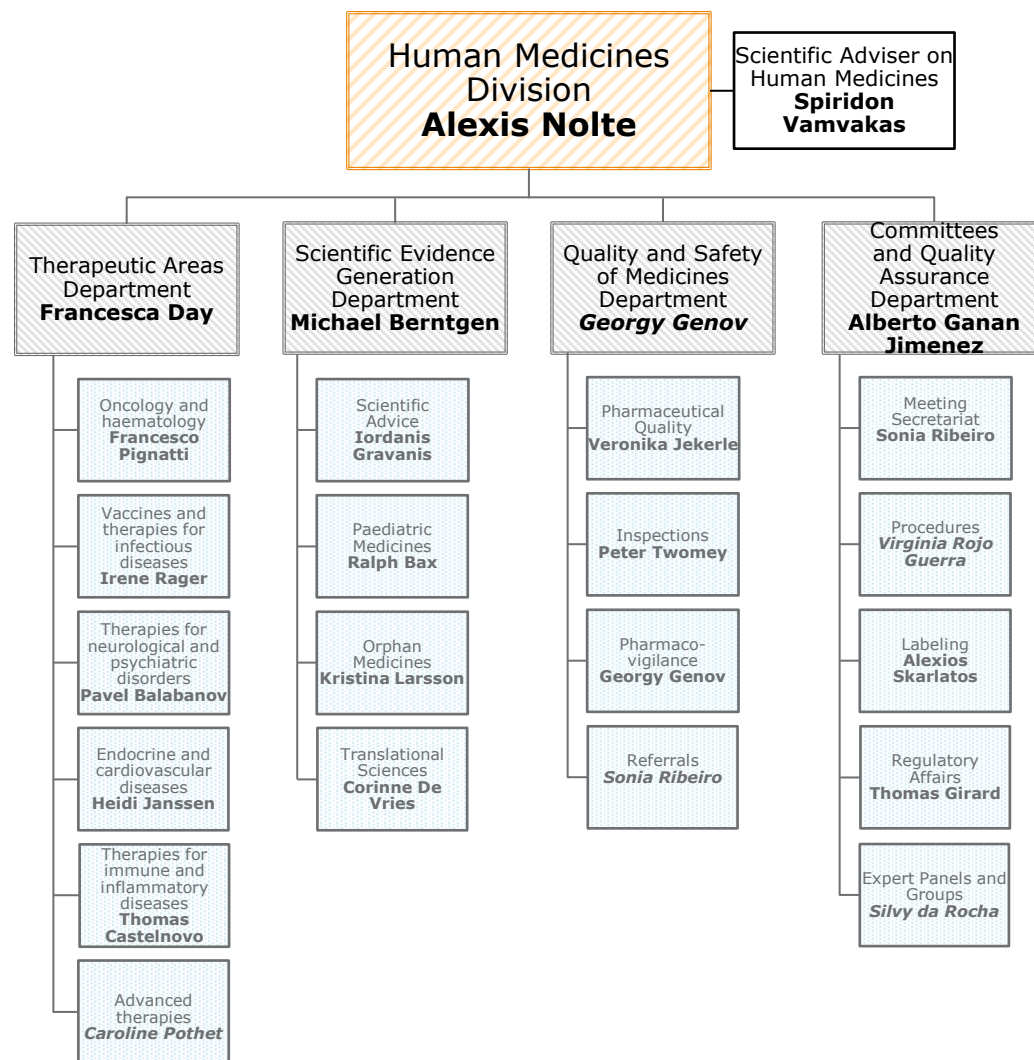 Human Medicines
Division
Alexis Nolte
Scientific Adviser on
Human Medicines
Spiridon
Vamvakas
Therapeutic Areas
Department
Francesca Day
Scientific Evidence
Generation
Department
Michael Berntgen
Quality and Safety
of Medicines
Department
Georgy Genov
Committees
and Quality
Assurance
Department
Alberto Ganan
Jimenez
Oncology and
haematology
Francesco
Pignatti
Vaccines and
therapies for
infectious
diseases
Irene Rager
Therapies for
neurological and
psychiatric
disorders
Pavel Balabanov
Endocrine and
cardiovascular
diseases
Heidi Janssen
Therapies for
immune and
inflammatory
diseases
Thomas
Castelnovo
Advanced
therapies
Caroline Pothet
Scientific
Advice
Iordanis
Gravanis
Paediatric
Medicines
Ralph Bax
Orphan
Medicines
Kristina Larsson
Translational
Sciences
Corinne De
Vries
Pharmaceutical
Quality
Veronika Jekerle
Inspections
Peter Twomey
Pharmaco-
vigilance
Georgy Genov
Referrals
Sonia Ribeiro
Meeting
Secretariat
Sonia Ribeiro
Procedures
Virginia Rojo
Guerra
Labeling
Alexios
Skarlatos
Regulatory
Affairs
Thomas Girard
Expert Panels and
Groups
Silvy da Rocha